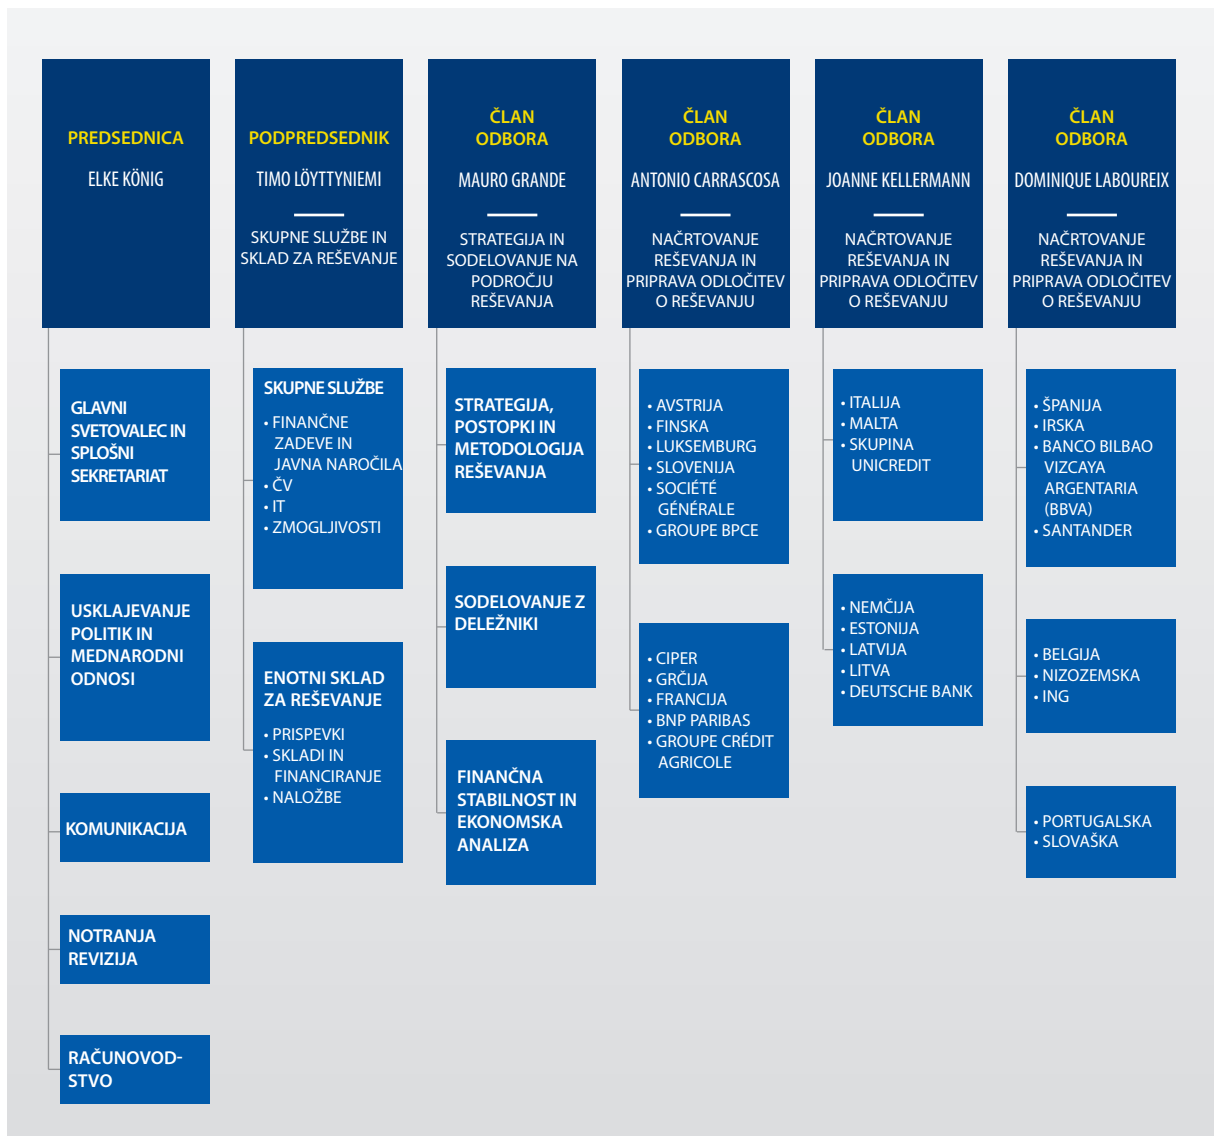 PREDSEDNICA
ELKE KÖNIG
GLAVNI
SVETOVALEC IN
SPLOŠNI
SEKRETARIAT
USKLAJEVANJE
POLITIK IN
MEDNARODNI
ODNOSI
KOMUNIKACIJA
NOTRANJA
REVIZIJA
RAČUNOVOD-
STVO
PODPREDSEDNIK
TIMO LÖYTTYNIEMI
SKUPNE SLUŽBE IN
SKLAD ZA REŠEVANJE
SKUPNE SLUŽBE
• FINANČNE
ZADEVE IN
JAVNA NAROČILA
• ČV
• IT
• ZMOGLJIVOSTI
ENOTNI SKLAD
ZA REŠEVANJE
• PRISPEVKI
• SKLADI IN
FINANCIRANJE
• NALOŽBE
ČLAN
ODBORA
MAURO GRANDE
STRATEGIJA IN
SODELOVANJE NA
PODROČJU
REŠEVANJA
STRATEGIJA,
POSTOPKI IN
METODOLOGIJA
REŠEVANJA
SODELOVANJE Z
DELEŽNIKI
FINANČNA
STABILNOST IN
EKONOMSKA
ANALIZA
ČLAN
ODBORA
ANTONIO CARRASCOSA
NAČRTOVANJE
REŠEVANJA IN
PRIPRAVA ODLOČITEV
O REŠEVANJU
• AVSTRIJA
• FINSKA
• LUKSEMBURG
• SLOVENIJA
• SOCIÉTÉ
GÉNÉRALE
• GROUPE BPCE
• CIPER
• GRČIJA
• FRANCIJA
• BNP PARIBAS
• GROUPE CRÉDIT
AGRICOLE
ČLAN
ODBORA
JOANNE KELLERMANN
NAČRTOVANJE
REŠEVANJA IN
PRIPRAVA ODLOČITEV
O REŠEVANJU
• ITALIJA
• MALTA
• SKUPINA
UNICREDIT
• NEMČIJA
• ESTONIJA
• LATVIJA
• LITVA
• DEUTSCHE BANK
ČLAN
ODBORA
DOMINIQUE LABOUREIX
NAČRTOVANJE
REŠEVANJA IN
PRIPRAVA ODLOČITEV
O REŠEVANJU
• ŠPANIJA
• IRSKA
• BANCO BILBAO
VIZCAYA
ARGENTARIA
(BBVA)
• SANTANDER
• BELGIJA
• NIZOZEMSKA
• ING
• PORTUGALSKA
• SLOVAŠKA